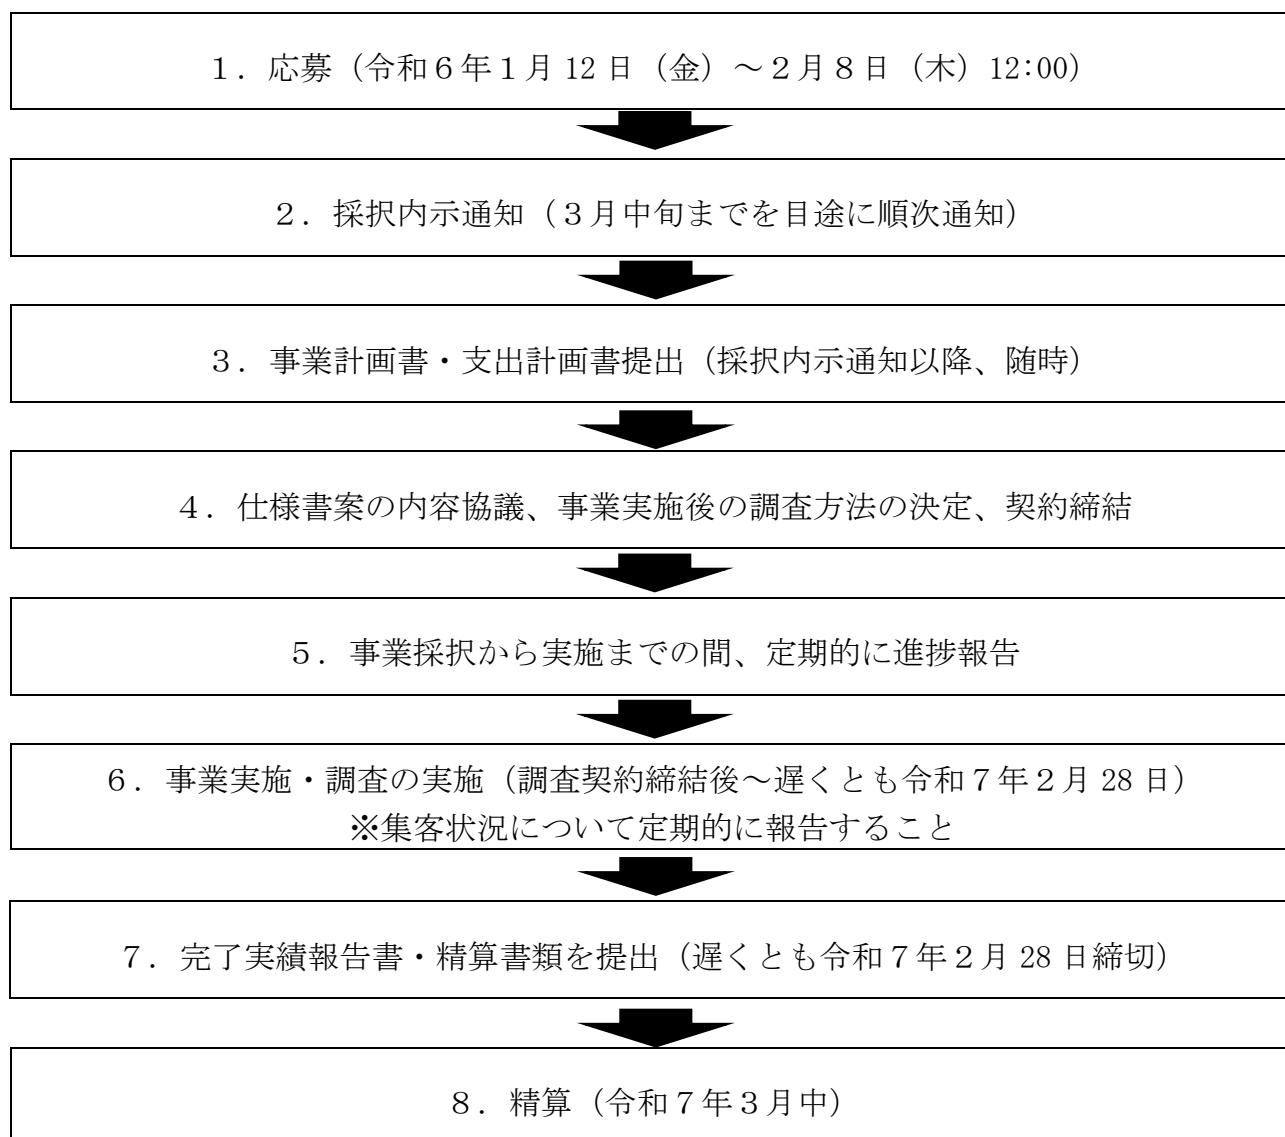 １．応募（令和６年１月 12 日（金）～２月８日（木）12:00）
２．採択内示通知（３月中旬までを目途に順次通知）
３．事業計画書・支出計画書提出（採択内示通知以降、随時）
４．仕様書案の内容協議、事業実施後の調査方法の決定、契約締結
５．事業採択から実施までの間、定期的に進捗報告
６．事業実施・調査の実施（調査契約締結後～遅くとも令和７年２月 28 日）
※集客状況について定期的に報告すること
７．完了実績報告書・精算書類を提出（遅くとも令和７年２月 28 日締切）
８．精算（令和７年３月中）